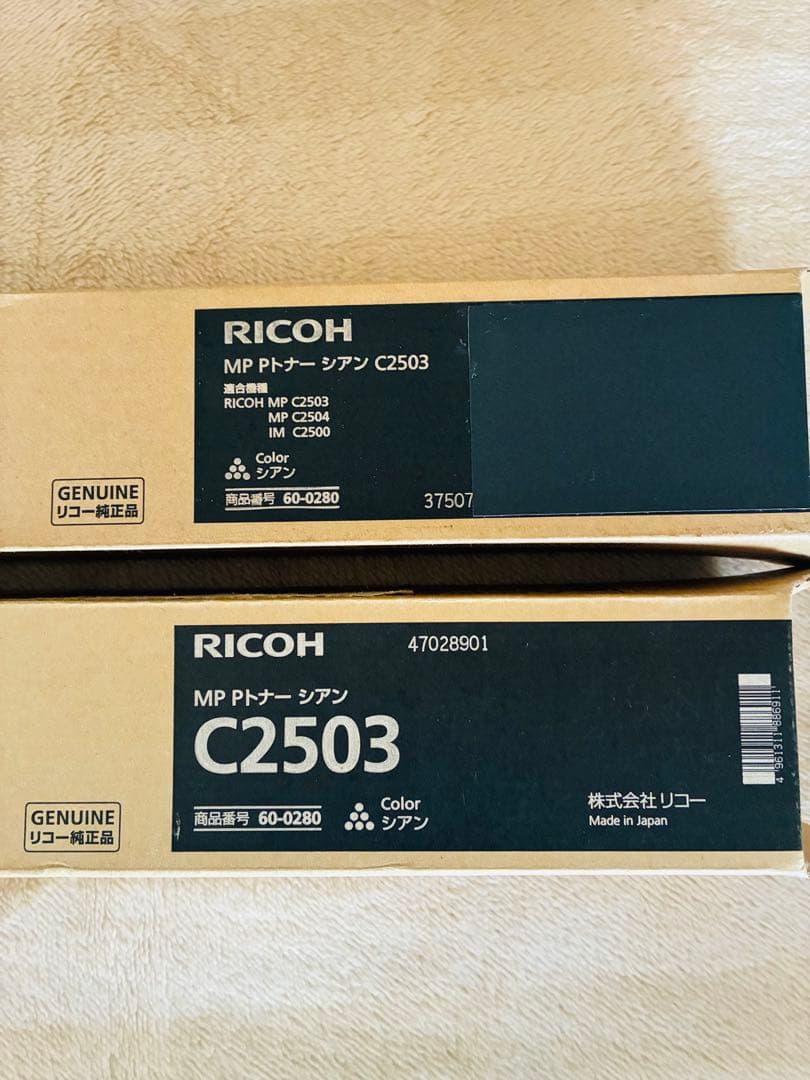 RICOH
MP Pトナー シアン C2503
適合機種
RICOH MP C2503
MP C2504
IM C2500
Color
シアン
商品番号 60-0280
37507
GENUINE
リコー純正品
RICOH
47028901
MP Pトナー シアン
C2503
商品番号 60-0280
Color
シアン
株式会社リコー
Made in Japan
4 961311 886911
GENUINE
リコー純正品